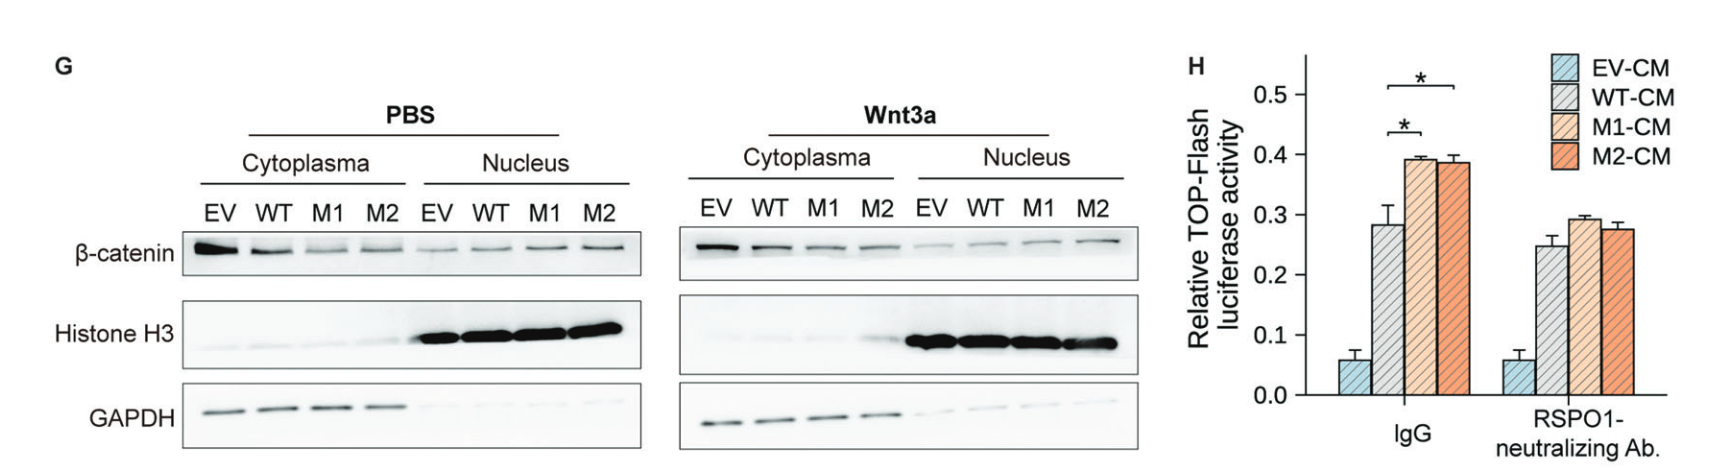 G
PBS
Cytoplasma Nucleus
EV WT M1 M2 EV WT M1 M2
β-catenin
Histone H3
GAPDH
Wnt3a
Cytoplasma Nucleus
EV WT M1 M2 EV WT M1 M2
H
Relative TOP-Flash
luciferase activity
0.5
0.4
0.3
0.2
0.1
0.0
*
*
EV-CM
WT-CM
M1-CM
M2-CM
IgG
RSPO1-
neutralizing Ab.